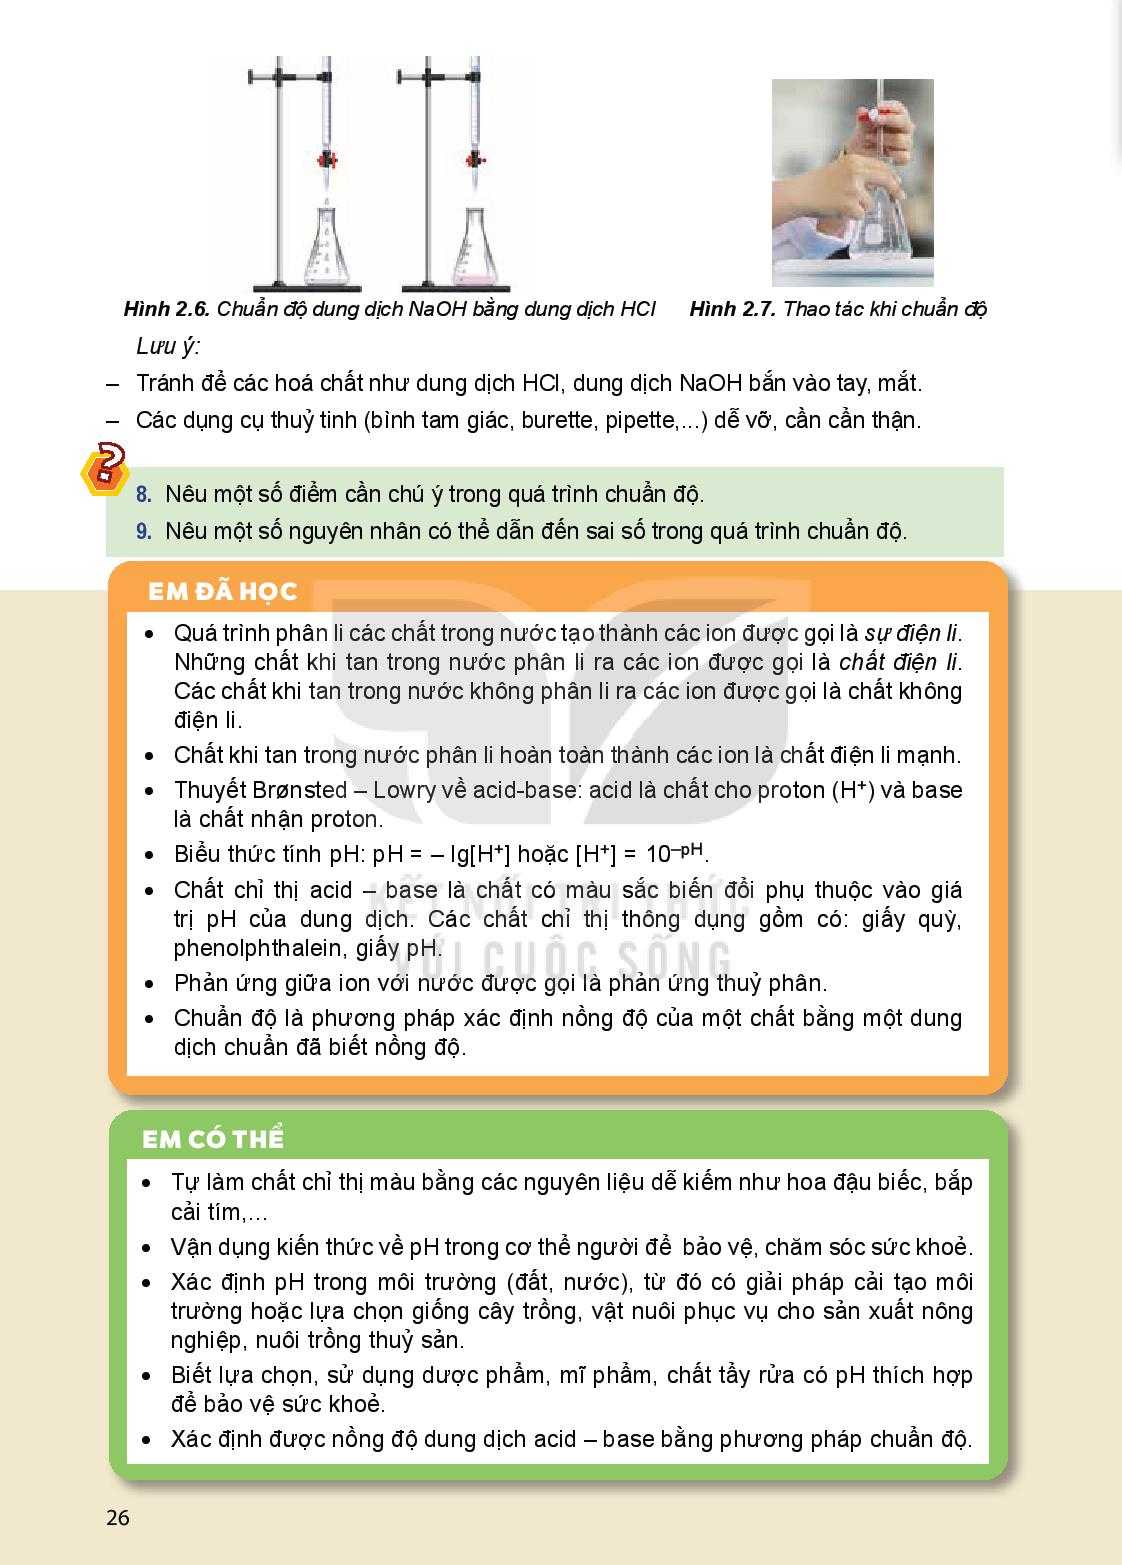 Hình 2.6. Chuẩn độ dung dịch NaOH bằng dung dịch HCl
Hình 2.7. Thao tác khi chuẩn độ
Lưu ý:
– Tránh để các hoá chất như dung dịch HCl, dung dịch NaOH bắn vào tay, mắt.
– Các dụng cụ thuỷ tinh (bình tam giác, burette, pipette,...) dễ vỡ, cần cẩn thận.
?
8. Nêu một số điểm cần chú ý trong quá trình chuẩn độ.
9. Nêu một số nguyên nhân có thể dẫn đến sai số trong quá trình chuẩn độ.
EM ĐÃ HỌC
• Quá trình phân li các chất trong nước tạo thành các ion được gọi là sự điện li.
Những chất khi tan trong nước phân li ra các ion được gọi là chất điện li.
Các chất khi tan trong nước không phân li ra các ion được gọi là chất không
điện li.
• Chất khi tan trong nước phân li hoàn toàn thành các ion là chất điện li mạnh.
• Thuyết Brønsted – Lowry về acid-base: acid là chất cho proton (H⁺) và base
là chất nhận proton.
• Biểu thức tính pH: pH = – lg[H⁺] hoặc [H⁺] = 10⁻ᵖᴴ.
• Chất chỉ thị acid – base là chất có màu sắc biến đổi phụ thuộc vào giá
trị pH của dung dịch. Các chất chỉ thị thông dụng gồm có: giấy quỳ,
phenolphthalein, giấy pH.
• Phản ứng giữa ion với nước được gọi là phản ứng thuỷ phân.
• Chuẩn độ là phương pháp xác định nồng độ của một chất bằng một dung
dịch chuẩn đã biết nồng độ.
KẾT NỐI TRI THỨC
VỚI CUỘC SỐNG
EM CÓ THỂ
• Tự làm chất chỉ thị màu bằng các nguyên liệu dễ kiếm như hoa đậu biếc, bắp
cải tím,...
• Vận dụng kiến thức về pH trong cơ thể người để bảo vệ, chăm sóc sức khoẻ.
• Xác định pH trong môi trường (đất, nước), từ đó có giải pháp cải tạo môi
trường hoặc lựa chọn giống cây trồng, vật nuôi phục vụ cho sản xuất nông
nghiệp, nuôi trồng thuỷ sản.
• Biết lựa chọn, sử dụng dược phẩm, mĩ phẩm, chất tẩy rửa có pH thích hợp
để bảo vệ sức khoẻ.
• Xác định được nồng độ dung dịch acid – base bằng phương pháp chuẩn độ.
26